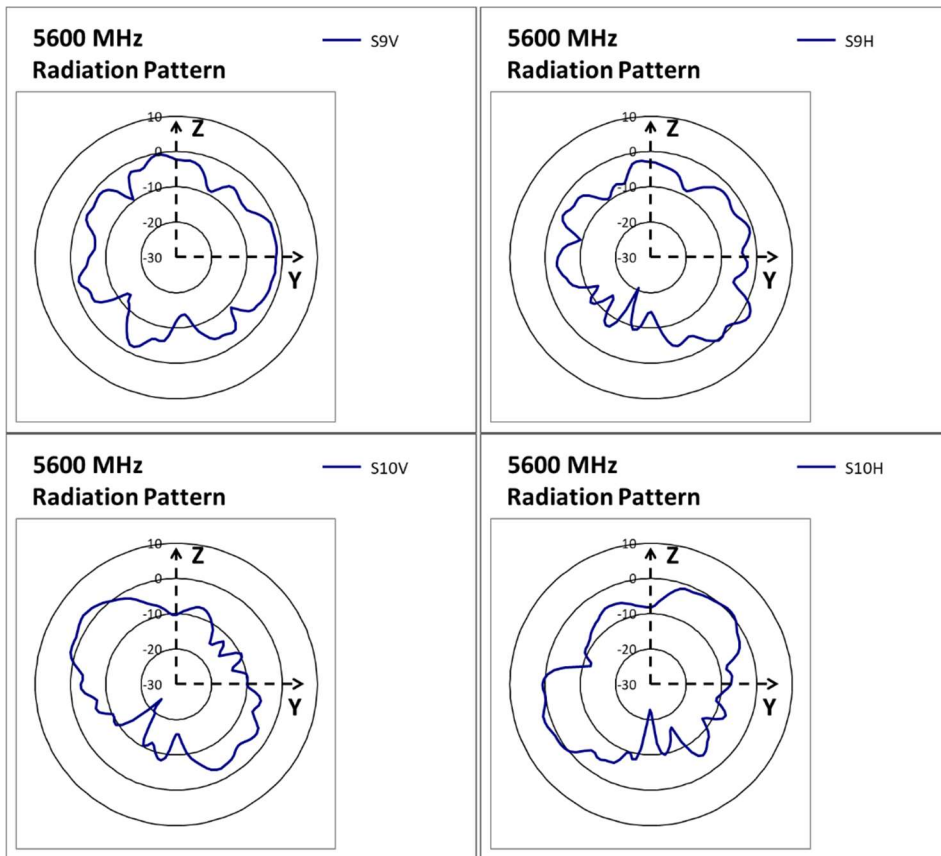 5600 MHz
Radiation Pattern
S9V
10
Z
0
-10
-20
-30
Y
5600 MHz
Radiation Pattern
S9H
10
Z
0
-10
-20
-30
Y
5600 MHz
Radiation Pattern
S10V
10
Z
0
-10
-20
-30
Y
5600 MHz
Radiation Pattern
S10H
10
Z
0
-10
-20
-30
Y